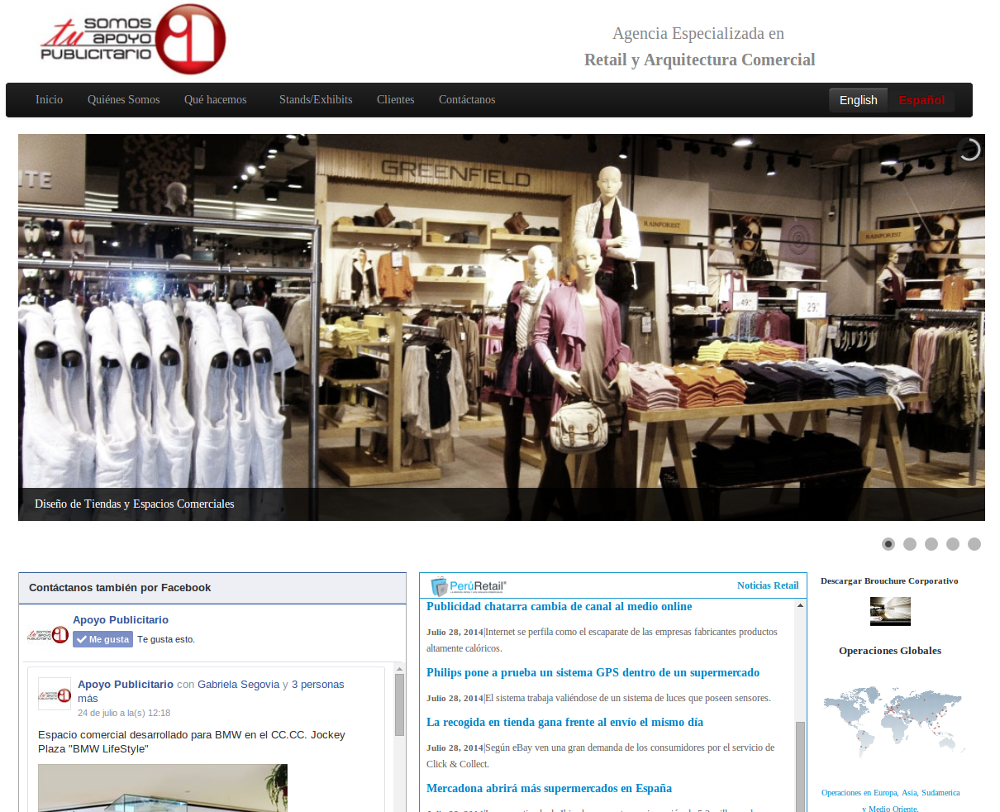 SOMOS
tu APOYO
PUBLICITARIO
Agencia Especializada en
Retail y Arquitectura Comercial
Inicio Quiénes Somos Qué hacemos Stands/Exhibits Clientes Contáctanos English Español
GREENFIELD
RAINFOREST
RAINFOREST
49
29
Diseño de Tiendas y Espacios Comerciales
Contáctanos también por Facebook
Apoyo Publicitario
Me gusta Te gusta esto.
Apoyo Publicitario con Gabriela Segovia y 3 personas
más
24 de julio a la(s) 12:18
Espacio comercial desarrollado para BMW en el CC.CC. Jockey
Plaza "BMW LifeStyle"
PerúRetail Noticias Retail
Publicidad chatarra cambia de canal al medio online
Julio 28, 2014|Internet se perfila como el escaparate de las empresas fabricantes productos
altamente calóricos.
Philips pone a prueba un sistema GPS dentro de un supermercado
Julio 28, 2014|El sistema trabaja valiéndose de un sistema de luces que poseen sensores.
La recogida en tienda gana frente al envío el mismo día
Julio 28, 2014|Según eBay ven una gran demanda de los consumidores por el servicio de
Click & Collect.
Mercadona abrirá más supermercados en España
Descargar Brouchure Corporativo
Operaciones Globales
Operaciones en Europa, Asia, Sudamerica
y Medio Oriente.